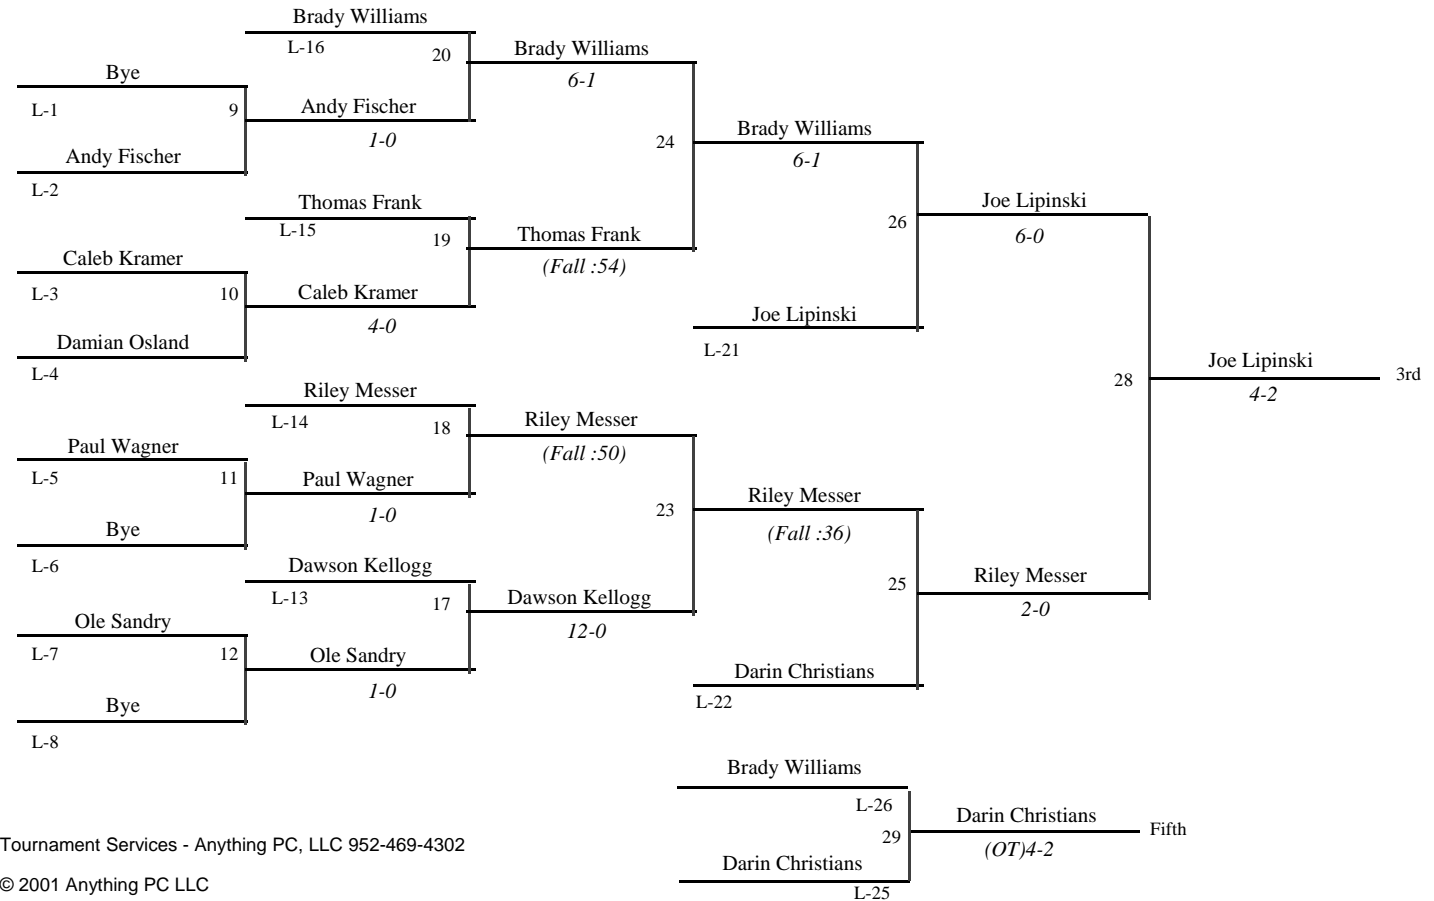 Brady Williams
L-16
20
Brady Williams
6-1
Bye
L-1
9
Andy Fischer
1-0
Andy Fischer
L-2
24
Brady Williams
6-1
Thomas Frank
L-15
19
Thomas Frank
(Fall :54)
Caleb Kramer
L-3
10
Caleb Kramer
4-0
Damian Osland
L-4
26
Joe Lipinski
6-0
Joe Lipinski
L-21
28
Joe Lipinski
4-2
3rd
Riley Messer
L-14
18
Riley Messer
(Fall :50)
Paul Wagner
L-5
11
Paul Wagner
1-0
Bye
L-6
23
Riley Messer
(Fall :36)
Dawson Kellogg
L-13
17
Dawson Kellogg
12-0
Ole Sandry
L-7
12
Ole Sandry
1-0
Bye
L-8
25
Riley Messer
2-0
Darin Christians
L-22
Brady Williams
L-26
29
Darin Christians
(OT)4-2
Fifth
Darin Christians
L-25
Tournament Services - Anything PC, LLC 952-469-4302
© 2001 Anything PC LLC